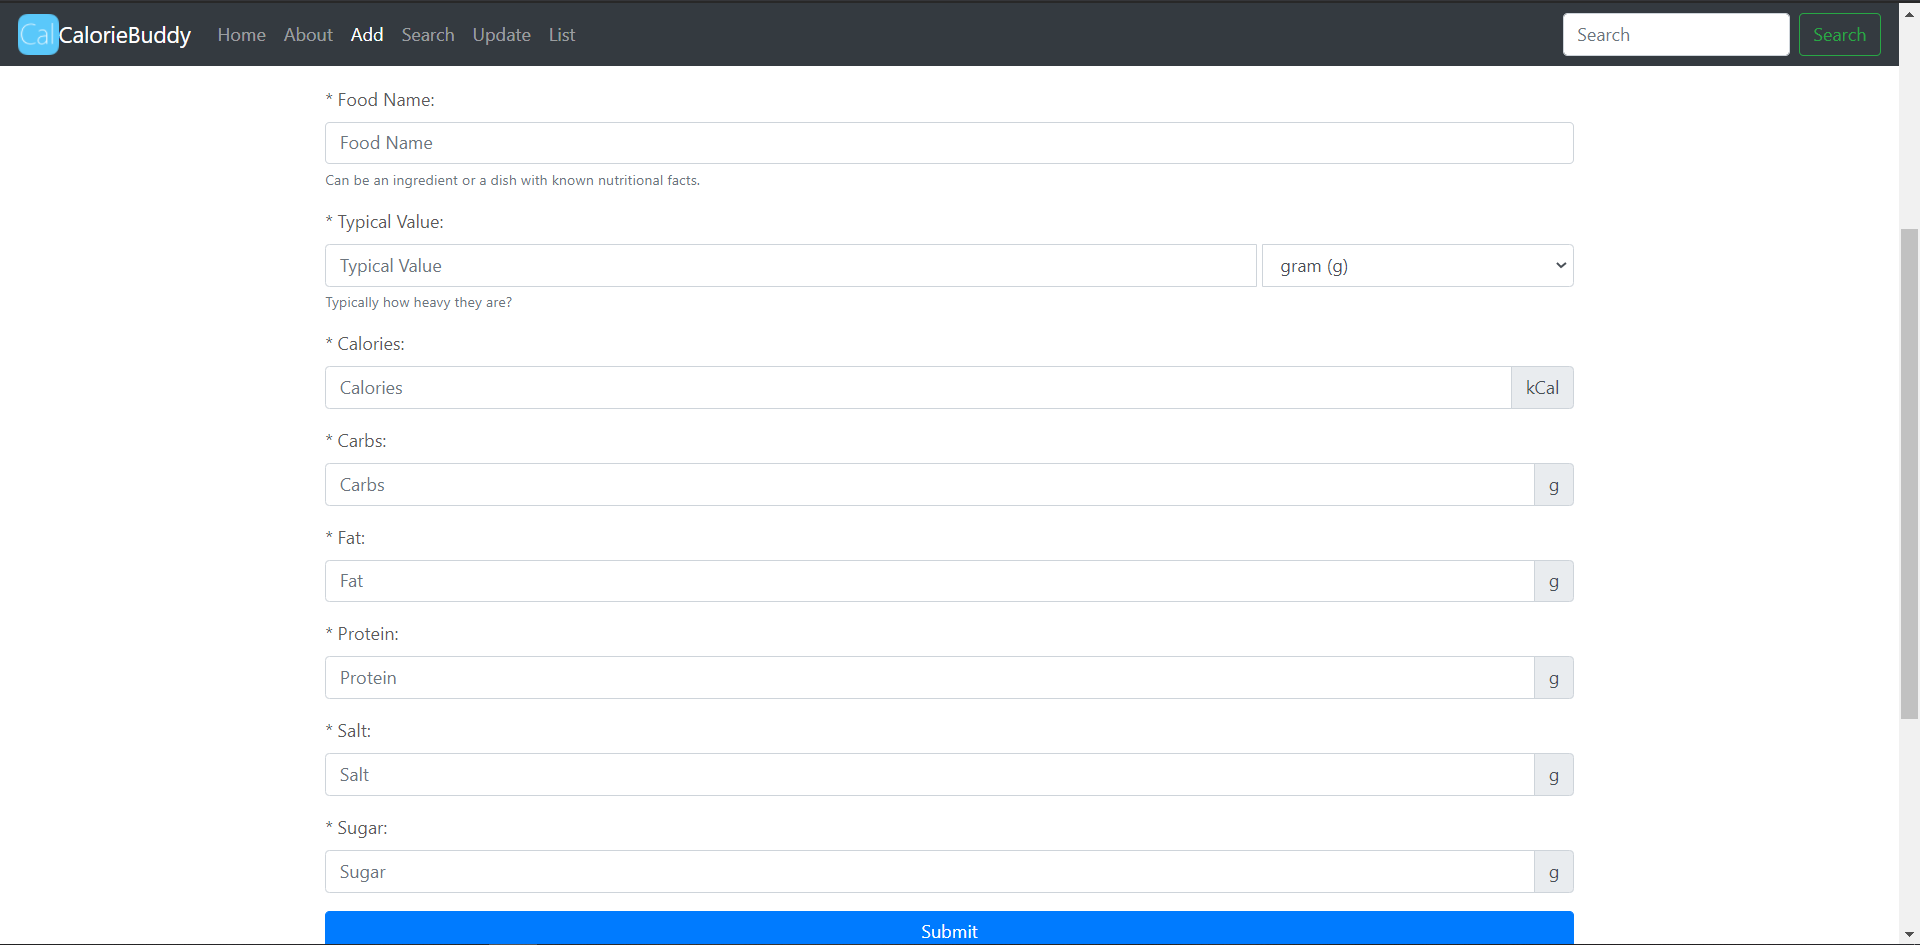 Cal CalorieBuddy Home About Add Search Update List Search Search
* Food Name:
Food Name
Can be an ingredient or a dish with known nutritional facts.
* Typical Value:
Typical Value gram (g)
Typically how heavy they are?
* Calories:
Calories kCal
* Carbs:
Carbs g
* Fat:
Fat g
* Protein:
Protein g
* Salt:
Salt g
* Sugar:
Sugar g
Submit